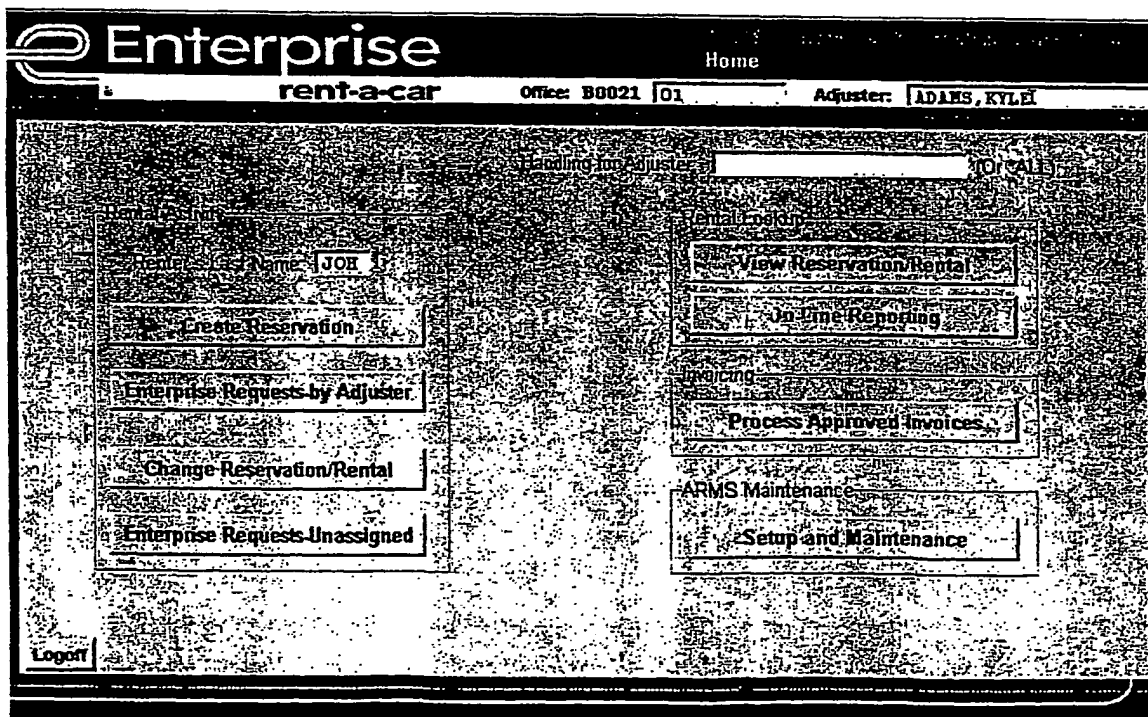 Enterprise
Home
rent-a-car
Office: B0021 01
Adjuster: ADAMS, KYLE
Handling for Adjuster
Rental Activity
Renter Last Name: JOH
Create Reservation
Enterprise Requests-by Adjuster
Change Reservation/Rental
Enterprise Requests-Unassigned
Rental Lookup
View Reservation/Rental
On Line Reporting
Invoicing
Process Approved Invoices
ARMS Maintenance
Setup and Maintenance
Logoff